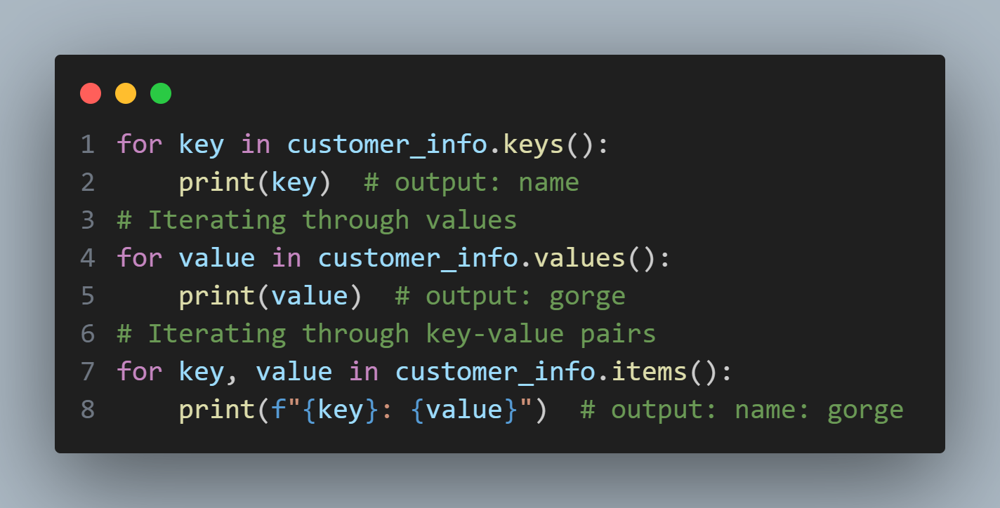 1 for key in customer_info.keys():
2     print(key)  # output: name
3 # Iterating through values
4 for value in customer_info.values():
5     print(value)  # output: gorge
6 # Iterating through key-value pairs
7 for key, value in customer_info.items():
8     print(f"{key}: {value}")  # output: name: gorge